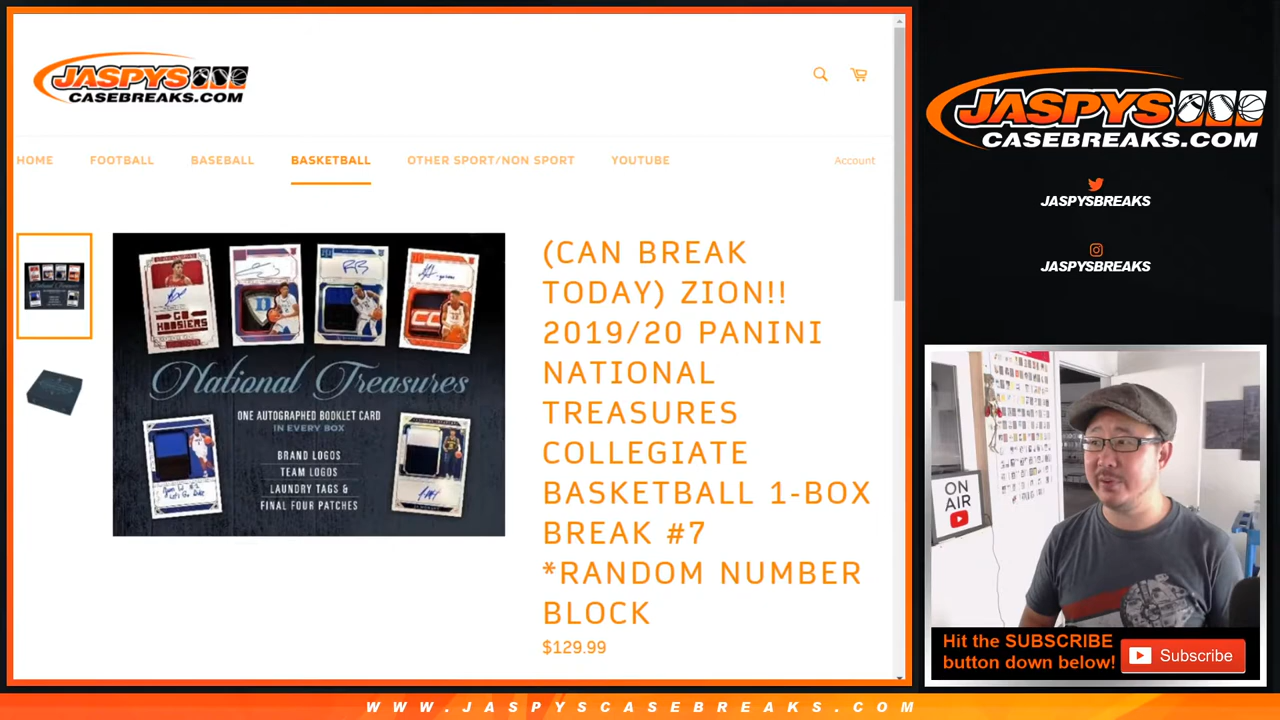 JASPYS
CASEBREAKS.COM
HOME FOOTBALL BASEBALL BASKETBALL OTHER SPORT/NON SPORT YOUTUBE Account
GO
HOOSIERS
National Treasures
ONE AUTOGRAPHED BOOKLET CARD
IN EVERY BOX
BRAND LOGOS
TEAM LOGOS
LAUNDRY TAGS &
FINAL FOUR PATCHES
(CAN BREAK
TODAY) ZION!!
2019/20 PANINI
NATIONAL
TREASURES
COLLEGIATE
BASKETBALL 1-BOX
BREAK #7
*RANDOM NUMBER
BLOCK
$129.99
JASPYS
CASEBREAKS.COM
JASPYSBREAKS
JASPYSBREAKS
ON
AIR
Hit the SUBSCRIBE
button down below!
Subscribe
WWW.JASPYSCASEBREAKS.COM